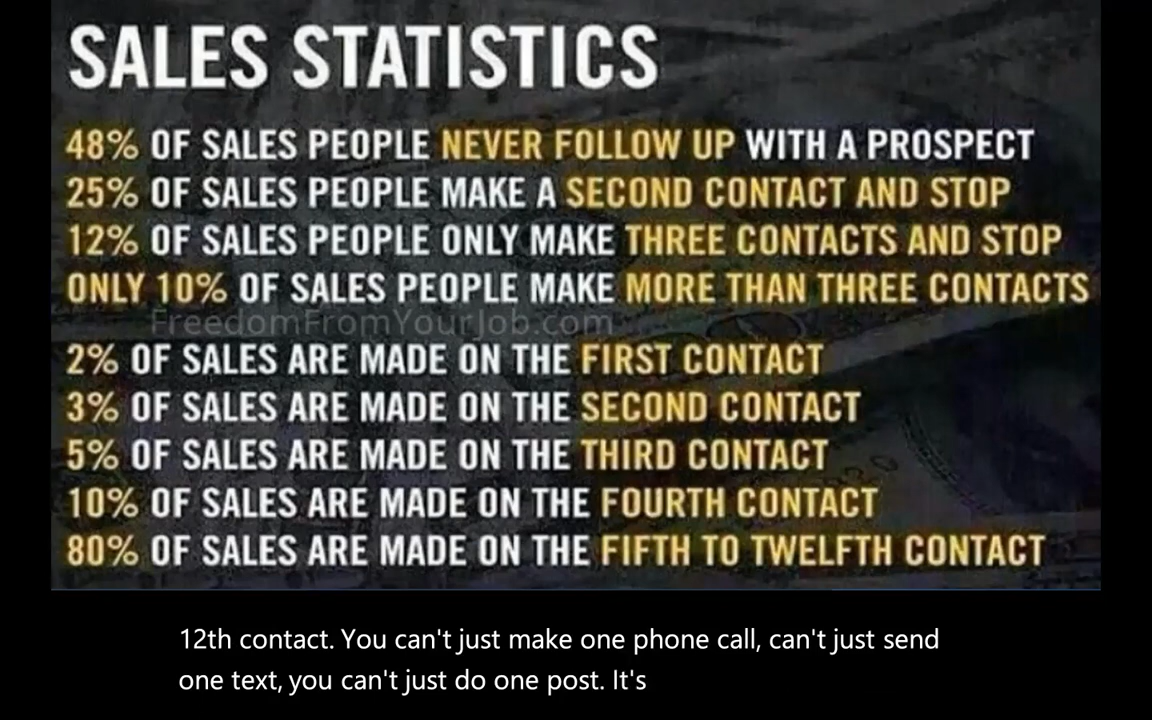 SALES STATISTICS
48% OF SALES PEOPLE NEVER FOLLOW UP WITH A PROSPECT
25% OF SALES PEOPLE MAKE A SECOND CONTACT AND STOP
12% OF SALES PEOPLE ONLY MAKE THREE CONTACTS AND STOP
ONLY 10% OF SALES PEOPLE MAKE MORE THAN THREE CONTACTS
FreedomFromYourJob.com
2% OF SALES ARE MADE ON THE FIRST CONTACT
3% OF SALES ARE MADE ON THE SECOND CONTACT
5% OF SALES ARE MADE ON THE THIRD CONTACT
10% OF SALES ARE MADE ON THE FOURTH CONTACT
80% OF SALES ARE MADE ON THE FIFTH TO TWELFTH CONTACT
12th contact. You can't just make one phone call, can't just send
one text, you can't just do one post. It's